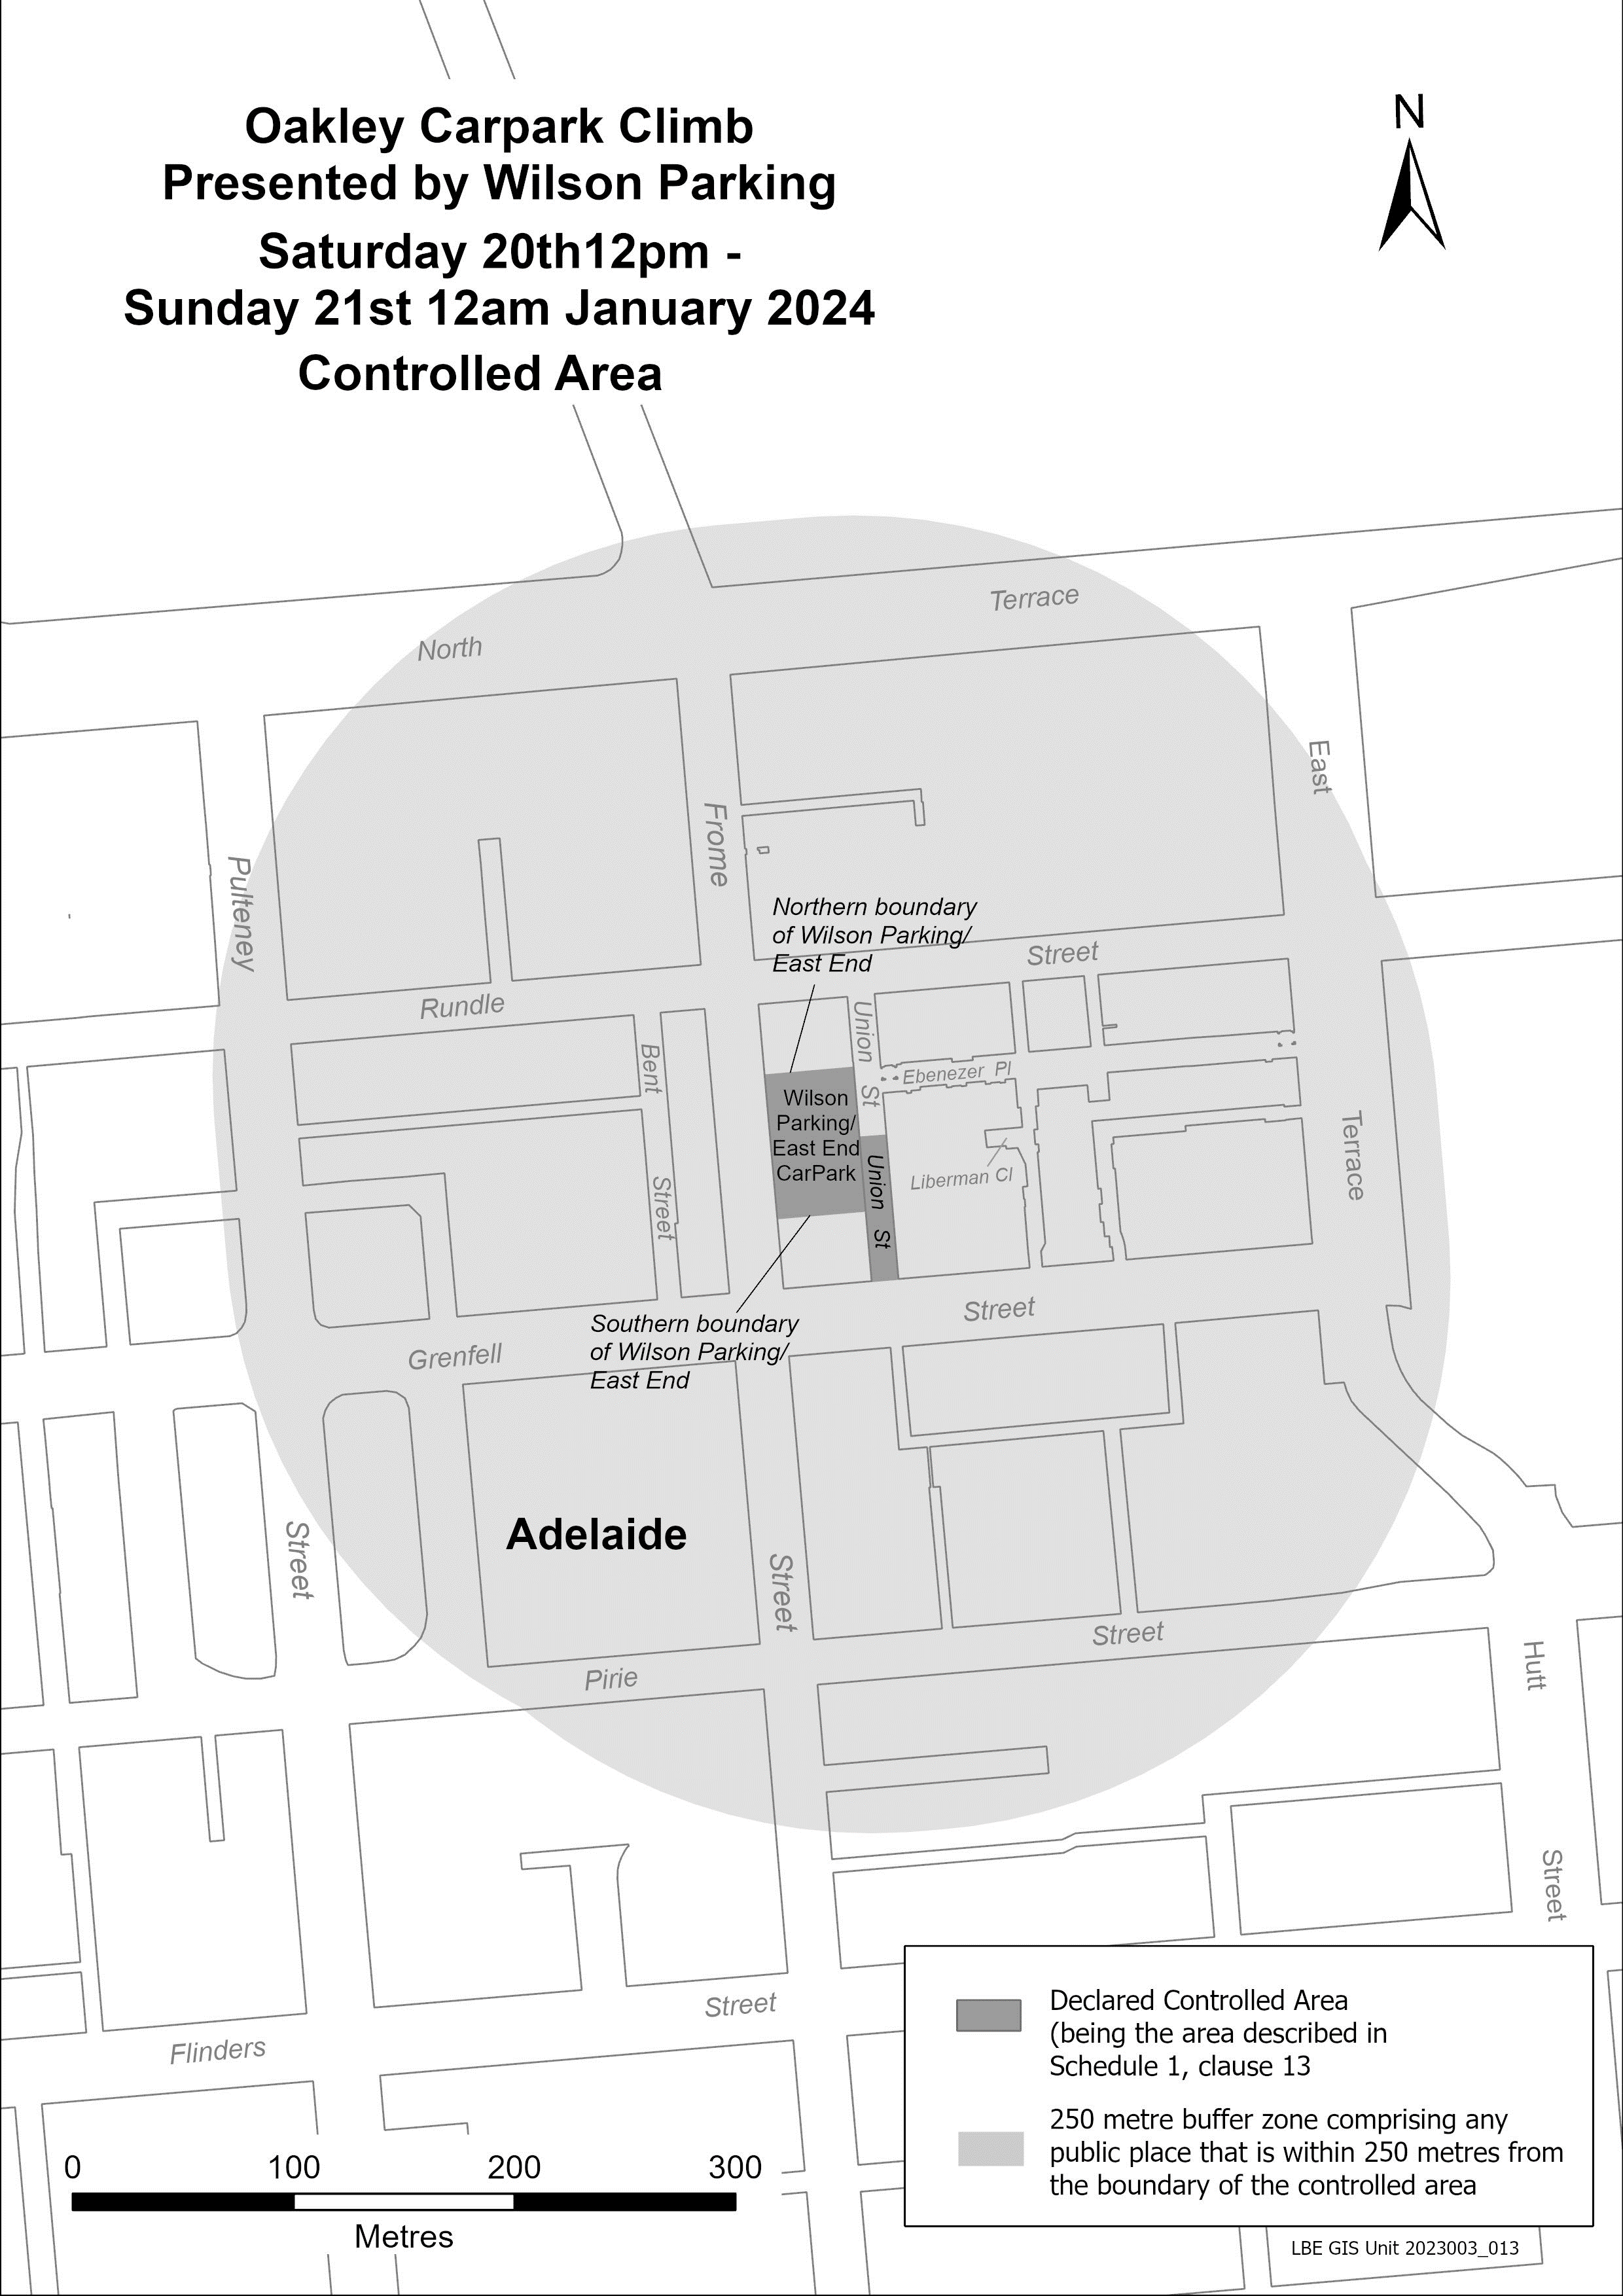 Oakley Carpark Climb
Presented by Wilson Parking
Saturday 20th12pm -
Sunday 21st 12am January 2024
Controlled Area
N
North
Terrace
East
Terrace
Pulteney
Street
Frome
Street
Northern boundary
of Wilson Parking/
East End
Rundle
Street
Bent
Street
Union
St
Ebenezer Pl
Wilson
Parking/
East End
CarPark
Union
St
Liberman Cl
Southern boundary
of Wilson Parking/
East End
Grenfell
Street
Adelaide
Pirie
Street
Hutt
Street
Flinders
Street
Declared Controlled Area
(being the area described in
Schedule 1, clause 13
250 metre buffer zone comprising any
public place that is within 250 metres from
the boundary of the controlled area
0 100 200 300
Metres
LBE GIS Unit 2023003_013